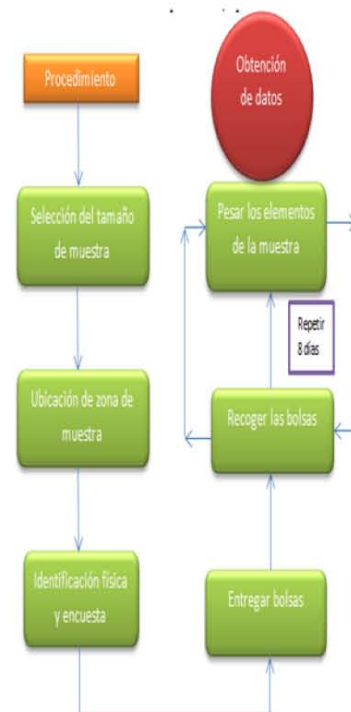 Procedimiento
Selección del tamaño
de muestra
Ubicación de zona de
muestra
Identificación física
y encuesta
Entregar bolsas
Recoger las bolsas
Repetir
8 días
Pesar los elementos
de la muestra
Obtención
de datos